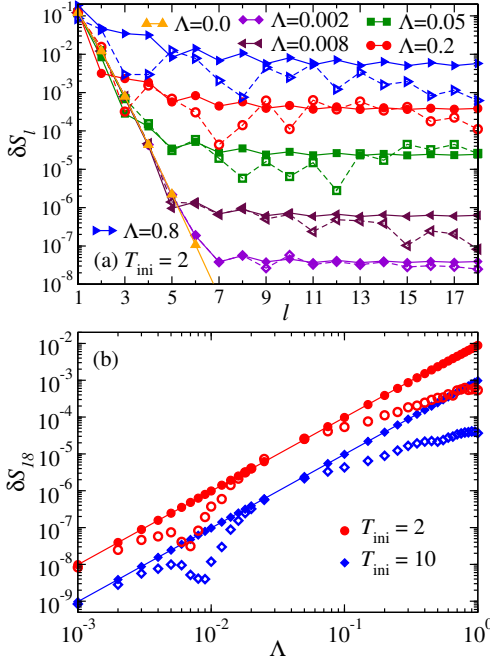 10⁻¹
10⁻²
10⁻³
10⁻⁴
10⁻⁵
10⁻⁶
10⁻⁷
10⁻⁸
δS_l
Λ=0.0
Λ=0.002
Λ=0.05
Λ=0.008
Λ=0.2
Λ=0.8
(a) T_ini = 2
1 3 5 7 9 11 13 15 17
l
(b)
10⁻²
10⁻³
10⁻⁴
10⁻⁵
10⁻⁶
10⁻⁷
10⁻⁸
10⁻⁹
δS_18
T_ini = 2
T_ini = 10
10⁻³ 10⁻² 10⁻¹ 10⁰
Λ